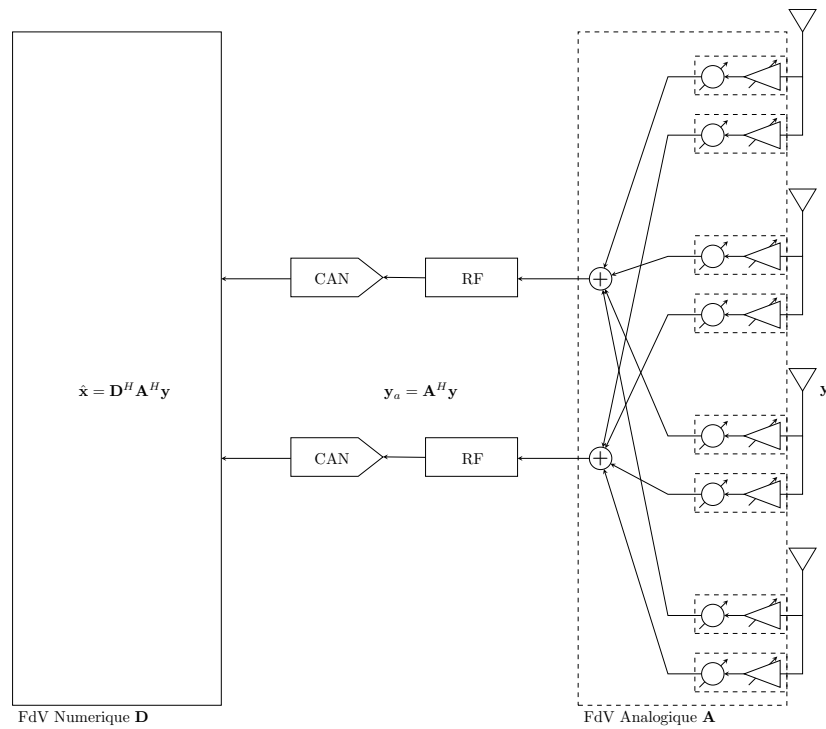 CAN
RF
+
x̂ = D^H A^H y
y_a = A^H y
y
CAN
RF
+
FdV Numerique D
FdV Analogique A